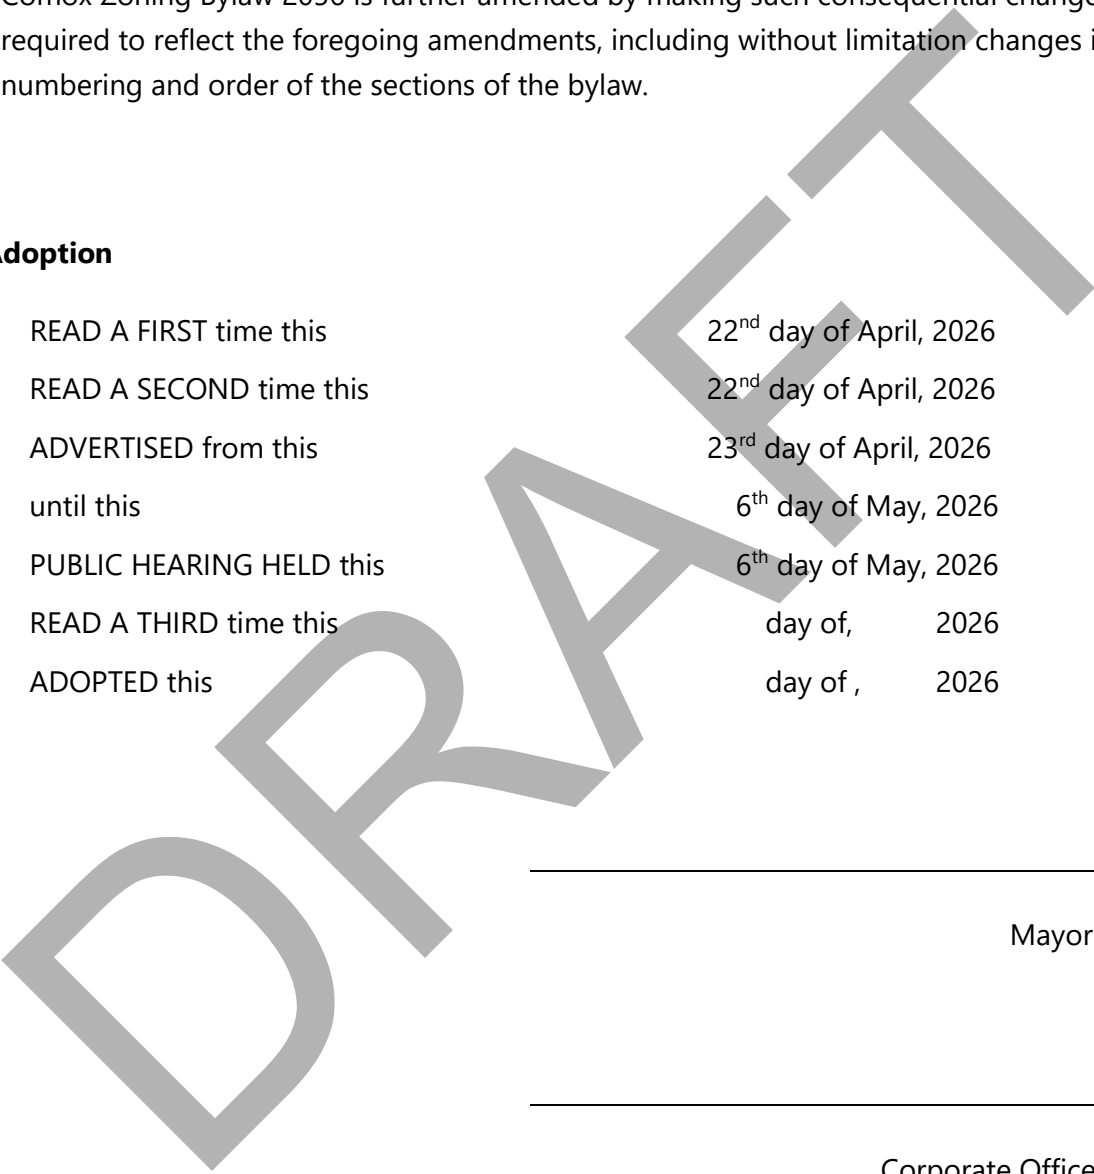 Comox Zoning Bylaw 2050 is further amended by making such consequential change
required to reflect the foregoing amendments, including without limitation changes i
numbering and order of the sections of the bylaw.
Adoption
READ A FIRST time this 22nd day of April, 2026
READ A SECOND time this 22nd day of April, 2026
ADVERTISED from this 23rd day of April, 2026
until this 6th day of May, 2026
PUBLIC HEARING HELD this 6th day of May, 2026
READ A THIRD time this day of, 2026
ADOPTED this day of , 2026
DRAFT
Mayor
Corporate Office